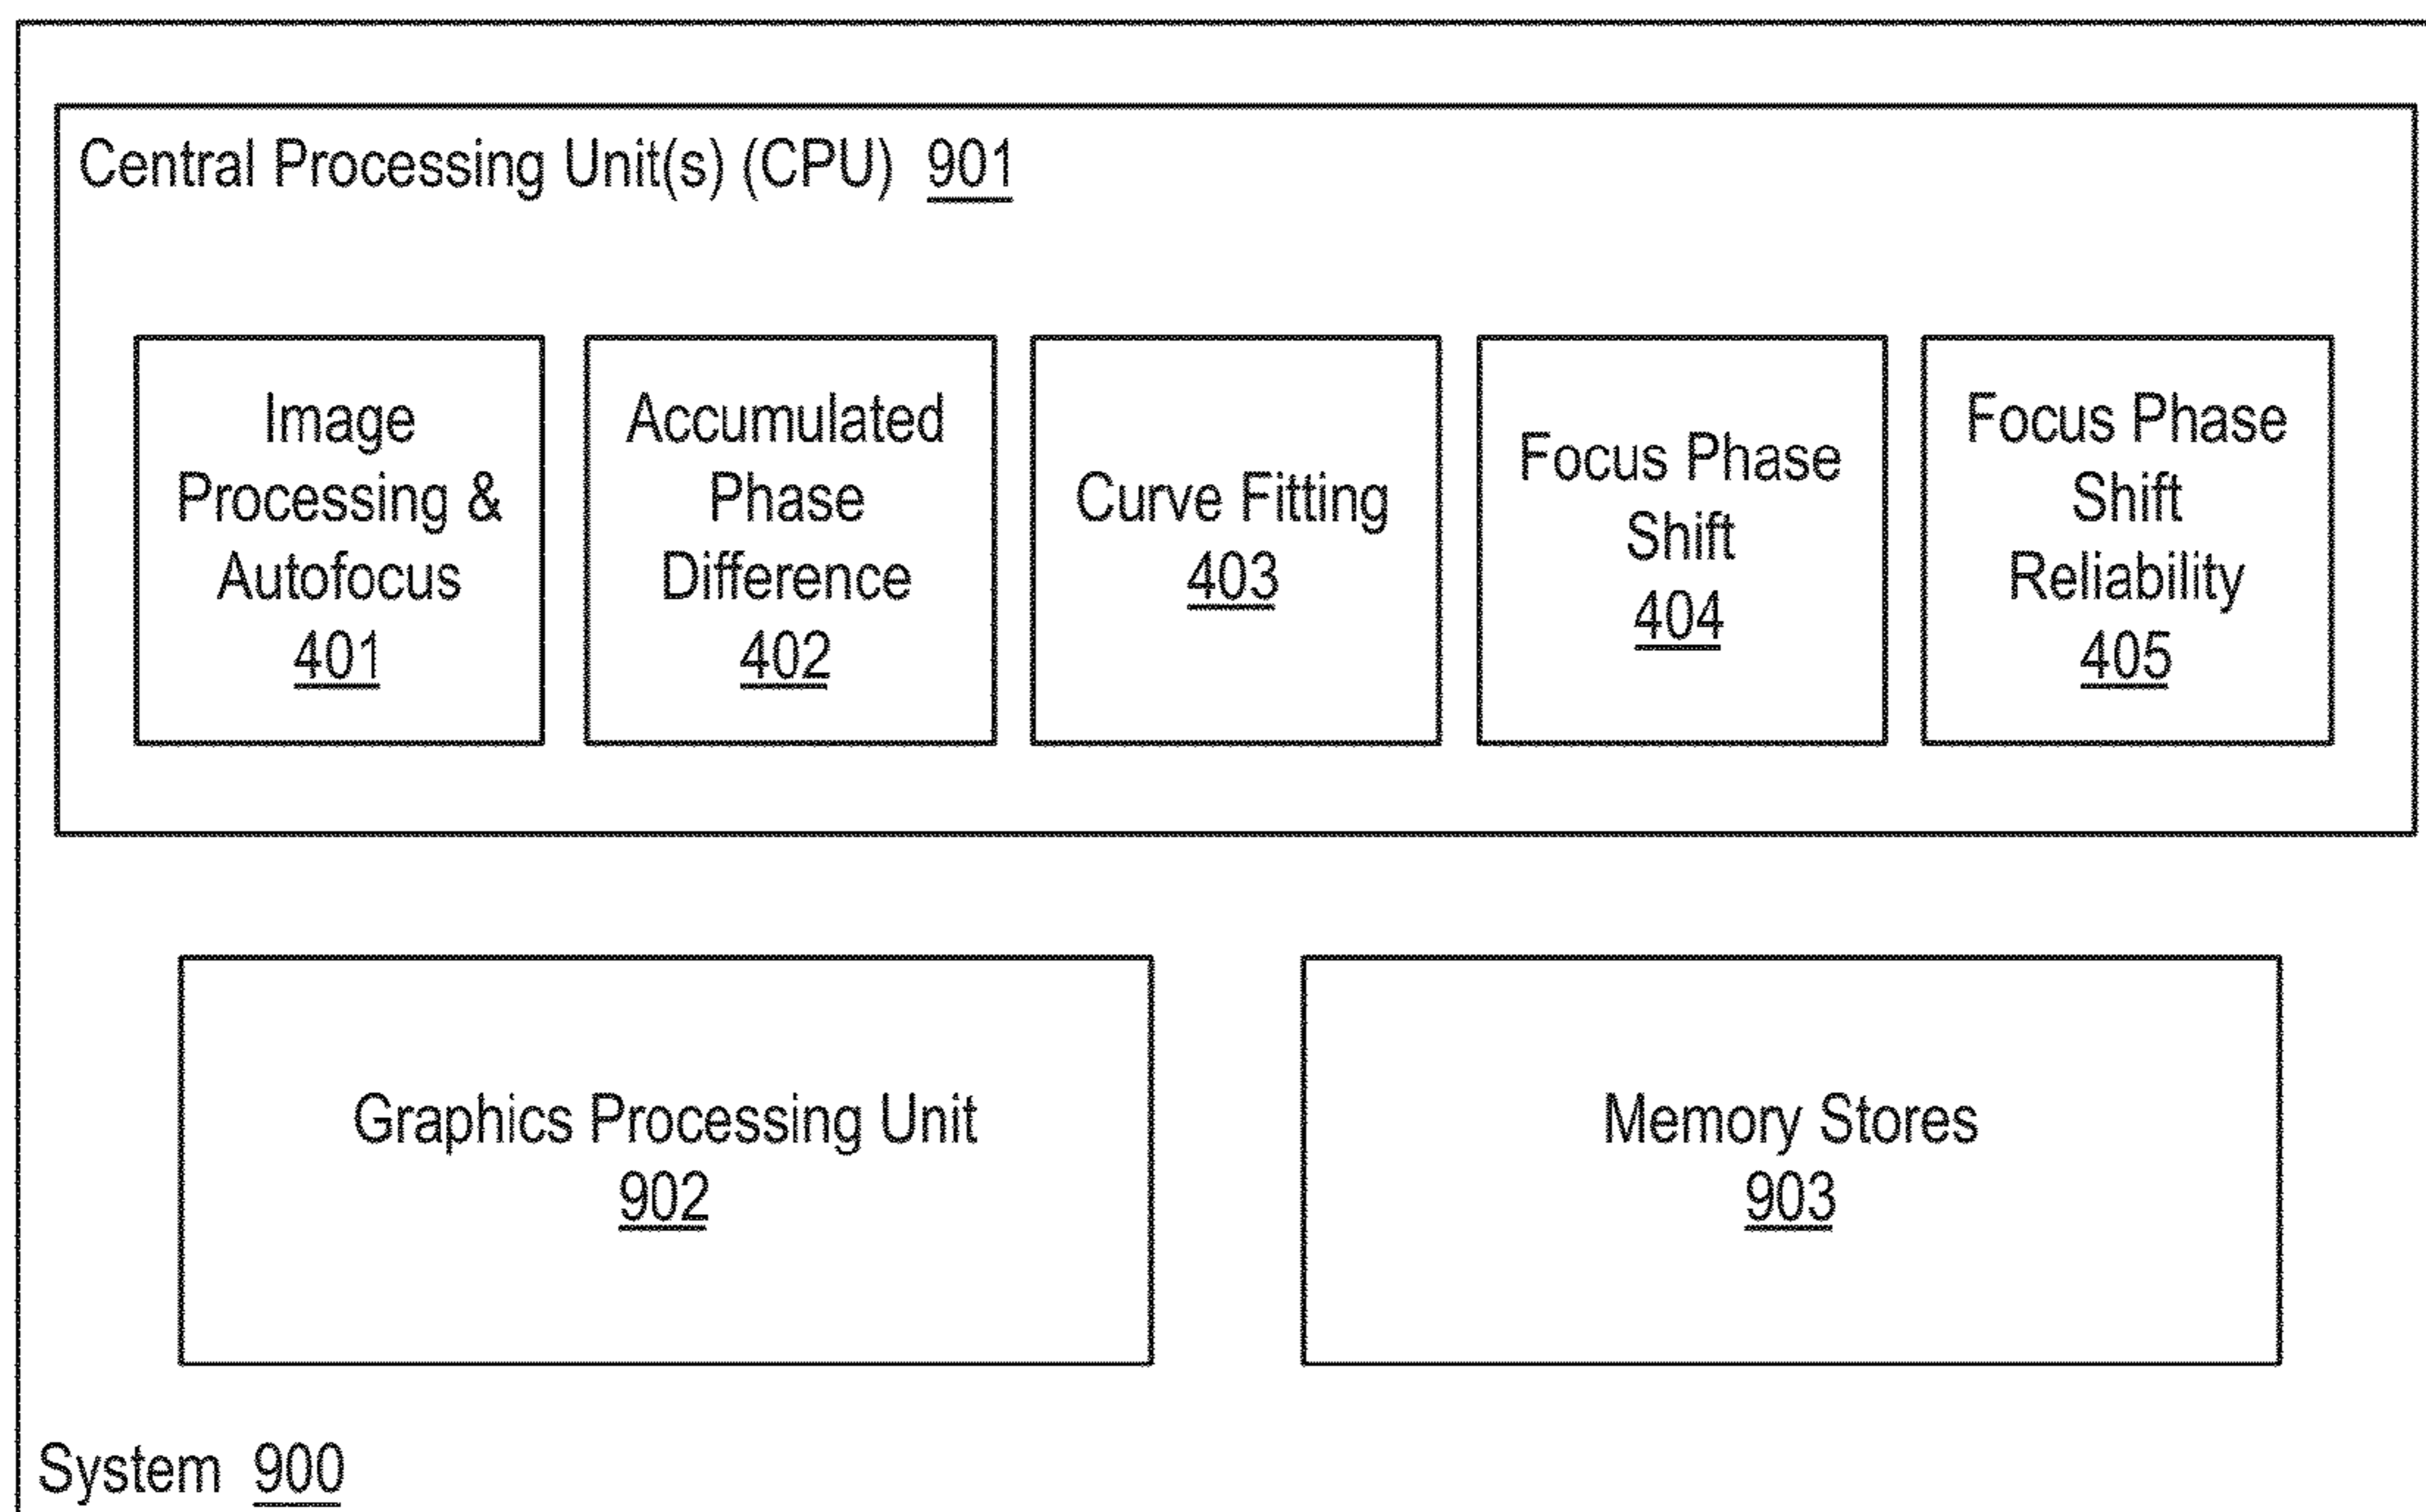 Central Processing Unit(s) (CPU) 901
Image
Processing &
Autofocus
401
Accumulated
Phase
Difference
402
Curve Fitting
403
Focus Phase
Shift
404
Focus Phase
Shift
Reliability
405
Graphics Processing Unit
902
Memory Stores
903
System 900